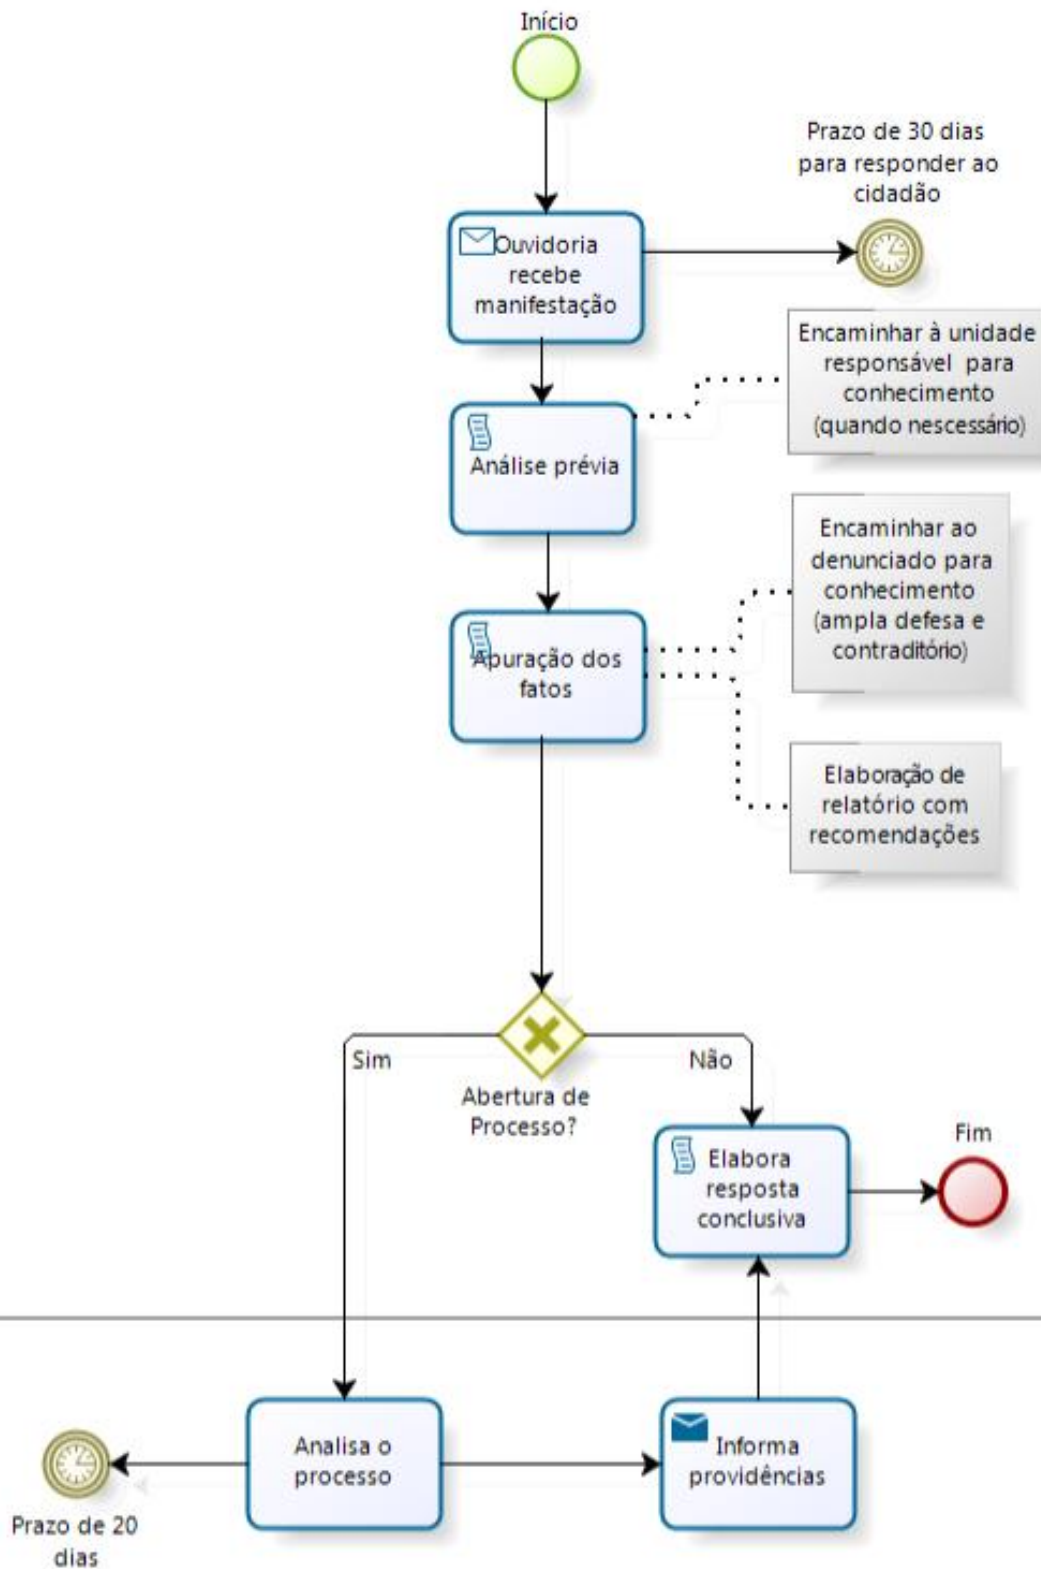 Início
Prazo de 30 dias
para responder ao
cidadão
Ouvidoria
recebe
manifestação
Encaminhar à unidade
responsável para
conhecimento
(quando nescessário)
Análise prévia
Encaminhar ao
denunciado para
conhecimento
(ampla defesa e
contraditório)
Apuração dos
fatos
Elaboração de
relatório com
recomendações
Sim
Não
Abertura de
Processo?
Elabora
resposta
conclusiva
Fim
Analisa o
processo
Informa
providências
Prazo de 20
dias